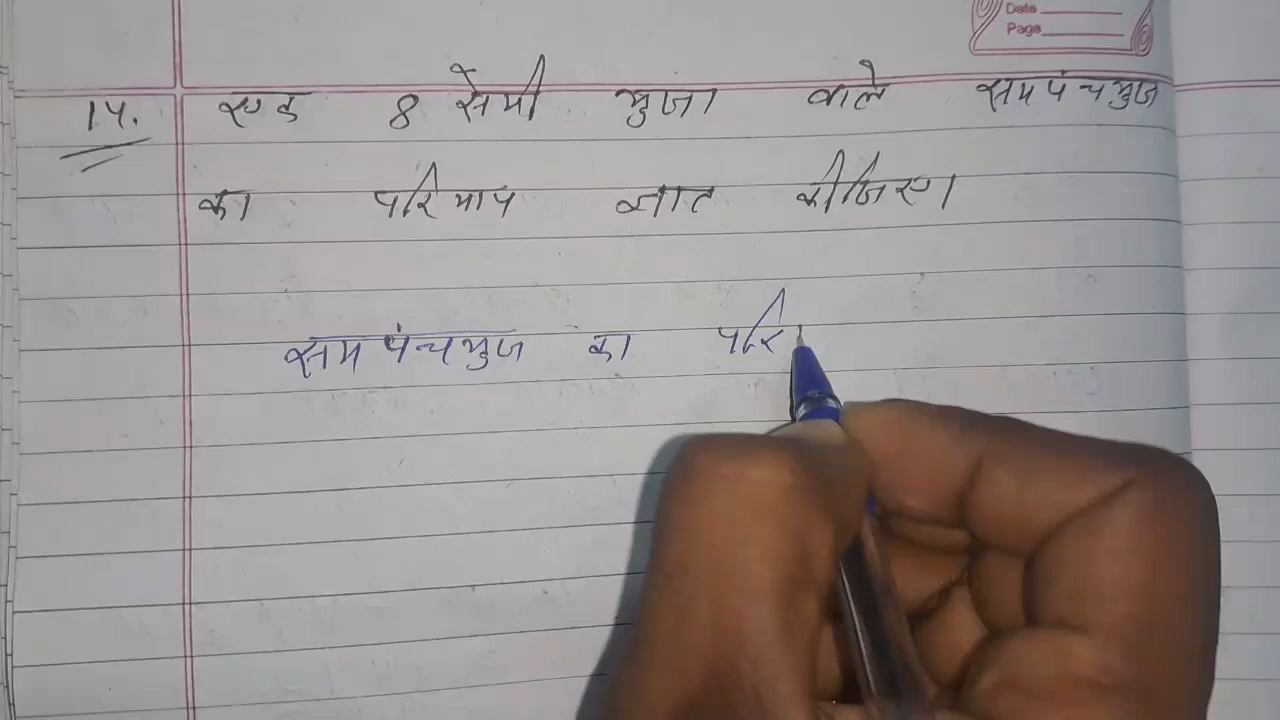 Date
Page
14. एक 8 सेमी भुजा वाले समपंचभुज
का परिमाप ज्ञात कीजिए।
समपंचभुज का परि